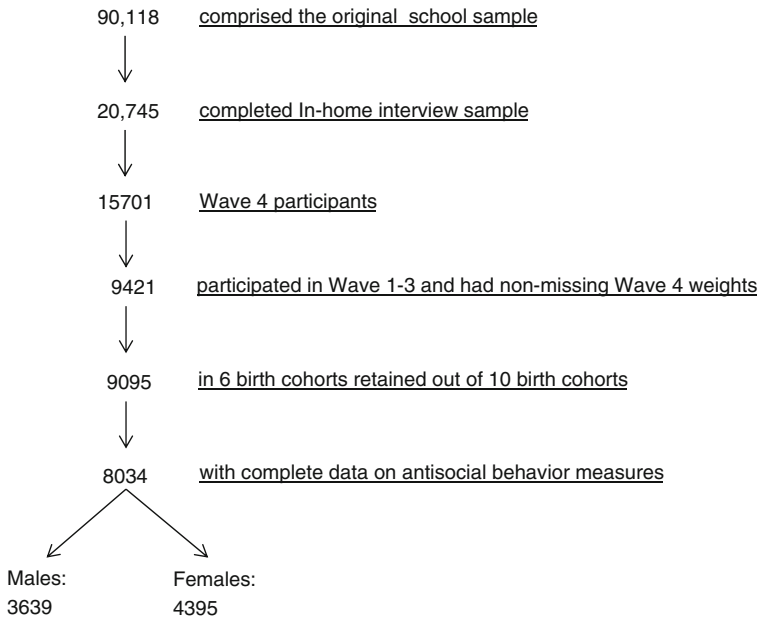 90,118 comprised the original school sample
20,745 completed In-home interview sample
15701 Wave 4 participants
9421 participated in Wave 1-3 and had non-missing Wave 4 weights
9095 in 6 birth cohorts retained out of 10 birth cohorts
8034 with complete data on antisocial behavior measures
Males: Females:
3639 4395